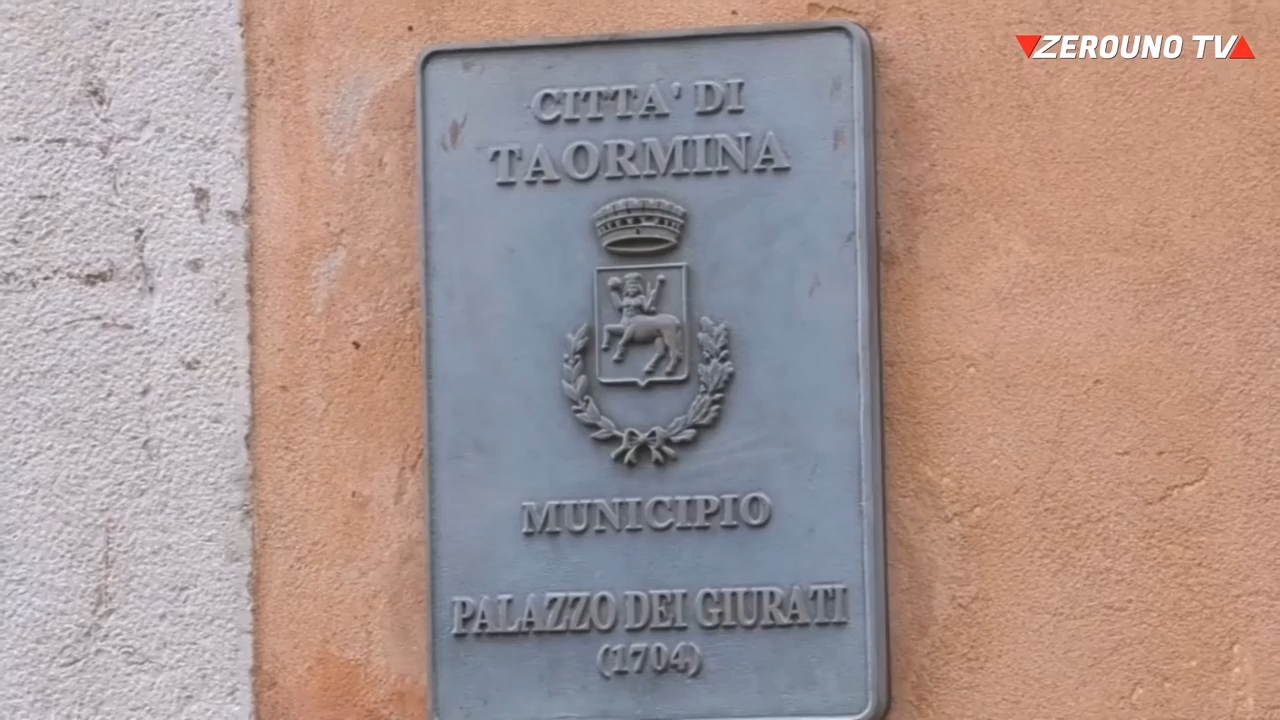 ZEROUNO TV
CITTA' DI
TAORMINA
MUNICIPIO
PALAZZO DEI GIURATI
(1704)